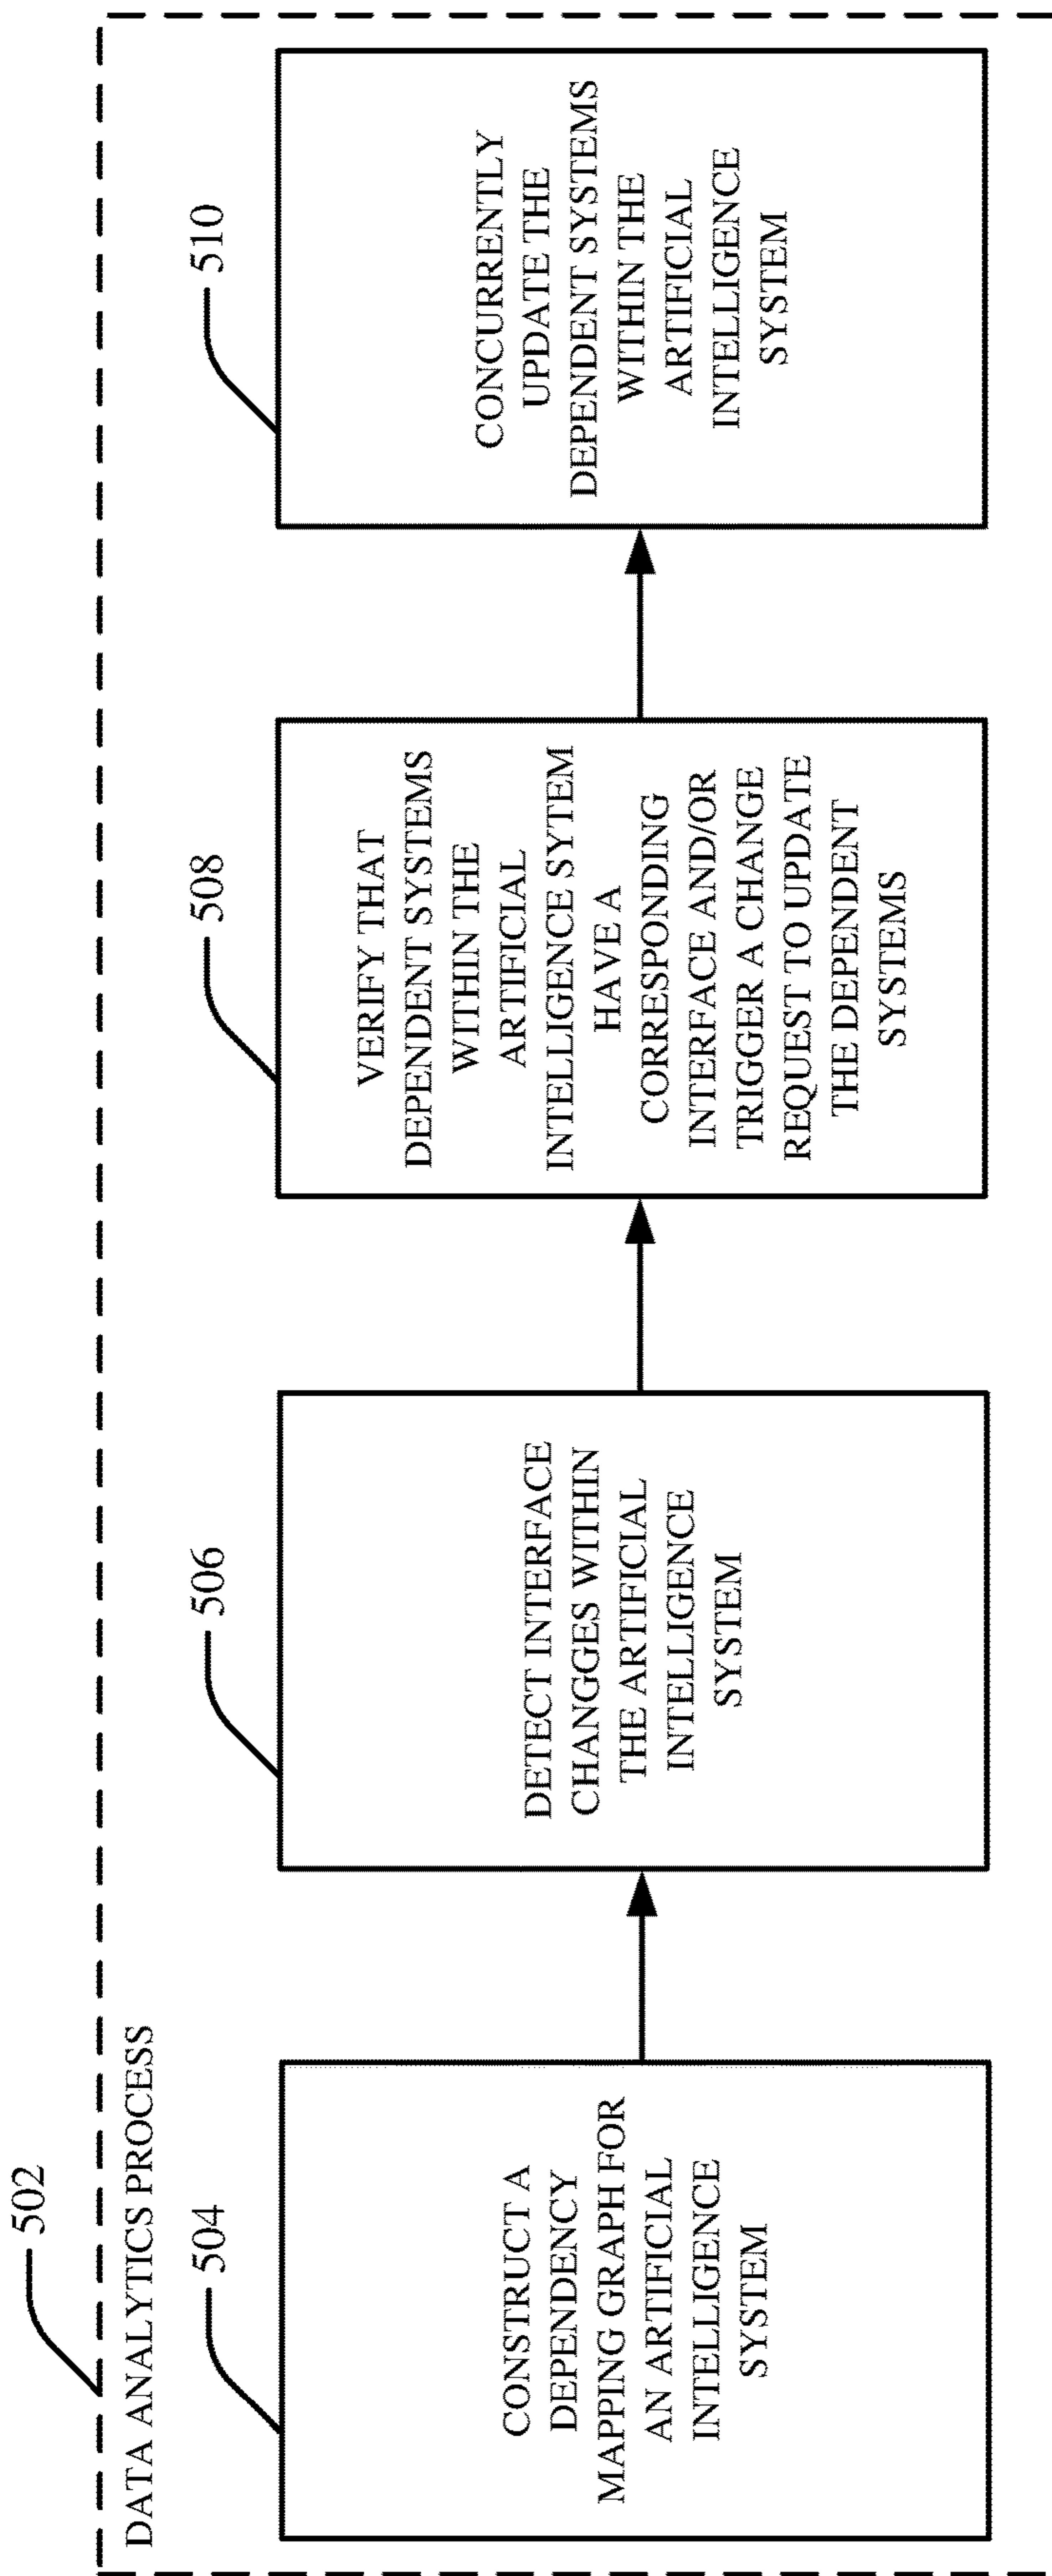 502
DATA ANALYTICS PROCESS
504
CONSTRUCT A
DEPENDENCY
MAPPING GRAPH FOR
AN ARTIFICIAL
INTELLIGENCE
SYSTEM
506
DETECT INTERFACE
CHANGGES WITHIN
THE ARTIFICIAL
INTELLIGENCE
SYSTEM
508
VERIFY THAT
DEPENDENT SYSTEMS
WITHIN THE
ARTIFICIAL
INTELLIGENCE SYTEM
HAVE A
CORRESPONDING
INTERFACE AND/OR
TRIGGER A CHANGE
REQUEST TO UPDATE
THE DEPENDENT
SYSTEMS
510
CONCURRENTLY
UPDATE THE
DEPENDENT SYSTEMS
WITHIN THE
ARTIFICIAL
INTELLIGENCE
SYSTEM